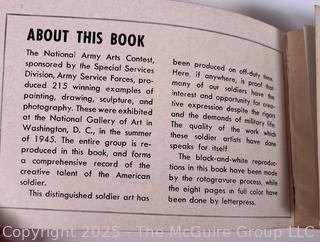 ABOUT THIS BOOK
The National Army Arts Contest,
sponsored by the Special Services
Division, Army Service Forces, pro-
duced 215 winning examples of
painting, drawing, sculpture, and
photography. These were exhibited
at the National Gallery of Art in
Washington, D. C., in the summer
of 1945. The entire group is re-
produced in this book, and forms
a comprehensive record of the
creative talent of the American
soldier.
This distinguished soldier art has
been produced on off-duty time.
Here, if anywhere, is proof that
many of our soldiers have the
interest and opportunity for crea-
tive expression despite the rigors
and the demands of military life.
The quality of the work which
these soldier artists have done
speaks for itself.
The black-and-white reproduc-
tions in this book have been made
by the rotogravure process, while
the eight pages in full color have
been done by letterpress.
Copyright 2025 - The McGuire Group LLC